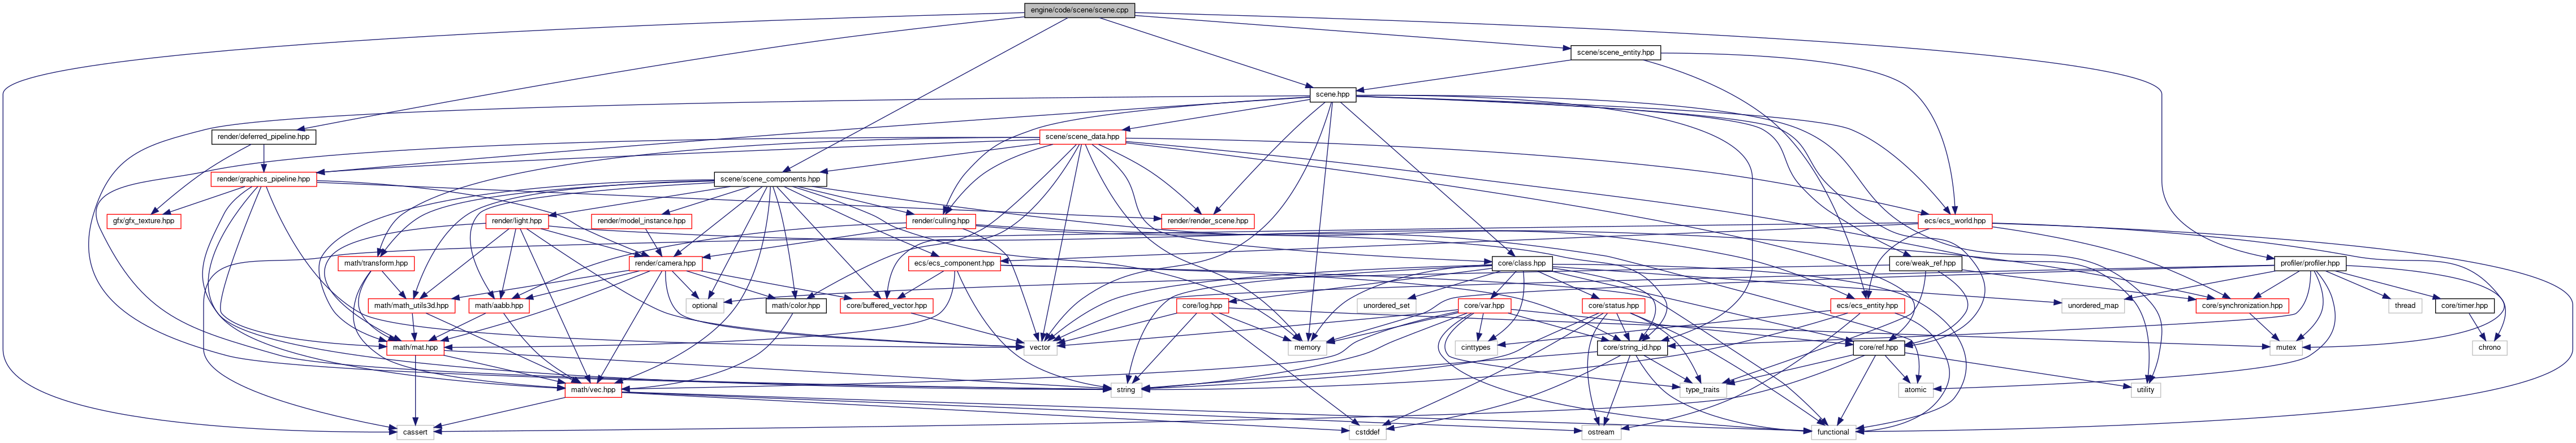 engine/code/scene/scene.cpp
scene/scene_entity.hpp
scene.hpp
render/deferred_pipeline.hpp
scene/scene_data.hpp
render/graphics_pipeline.hpp
scene/scene_components.hpp
gfx/gfx_texture.hpp
render/light.hpp
render/model_instance.hpp
render/culling.hpp
render/render_scene.hpp
ecs/ecs_world.hpp
math/transform.hpp
render/camera.hpp
ecs/ecs_component.hpp
core/class.hpp
core/weak_ref.hpp
profiler/profiler.hpp
math/math_utils3d.hpp
math/aabb.hpp
optional
math/color.hpp
core/buffered_vector.hpp
core/log.hpp
unordered_set
core/var.hpp
core/status.hpp
ecs/ecs_entity.hpp
unordered_map
core/synchronization.hpp
thread
core/timer.hpp
math/mat.hpp
vector
memory
cinttypes
core/string_id.hpp
core/ref.hpp
mutex
chrono
math/vec.hpp
string
type_traits
atomic
utility
cassert
cstddef
ostream
functional